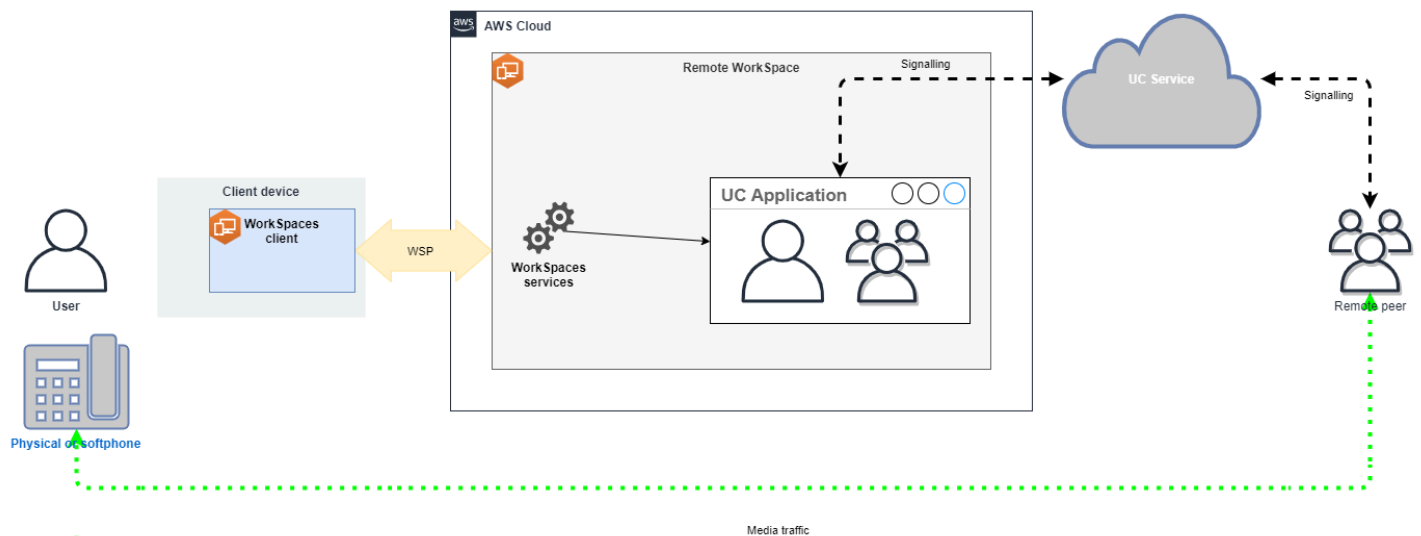 aws
AWS Cloud
Remote WorkSpace
Signalling
UC Service
Signalling
Client device
WorkSpaces
client
WSP
UC Application
WorkSpaces
services
User
Remote peer
Physical or softphone
Media traffic